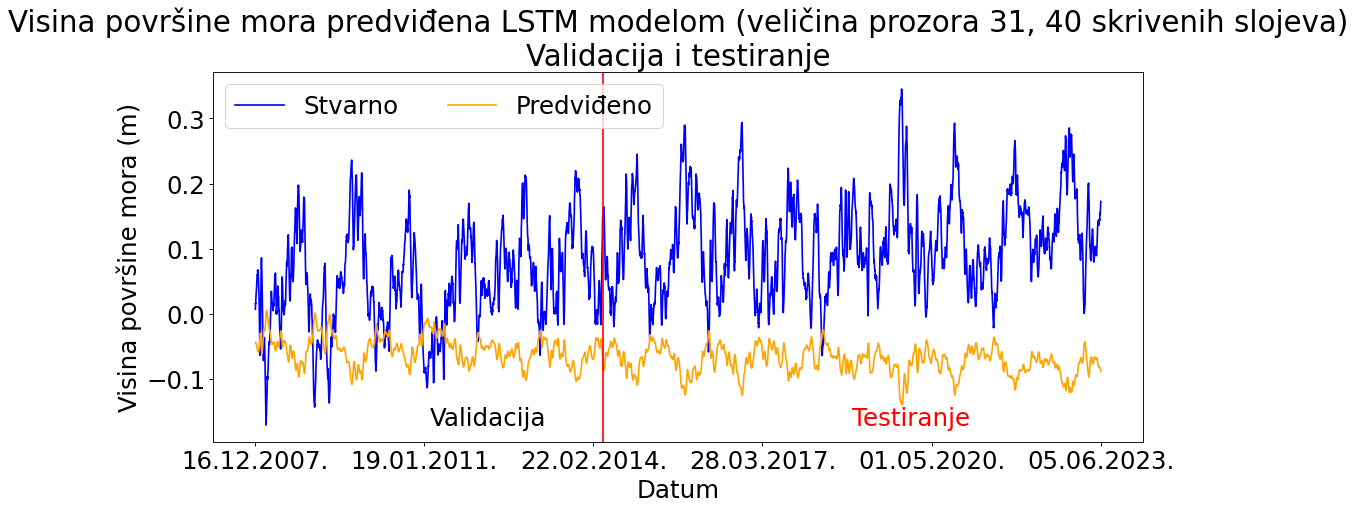 Visina površine mora predviđena LSTM modelom (veličina prozora 31, 40 skrivenih slojeva)
Validacija i testiranje
Stvarno
Predviđeno
Visina površine mora (m)
0.3
0.2
0.1
0.0
−0.1
Validacija
Testiranje
16.12.2007.
19.01.2011.
22.02.2014.
28.03.2017.
01.05.2020.
05.06.2023.
Datum